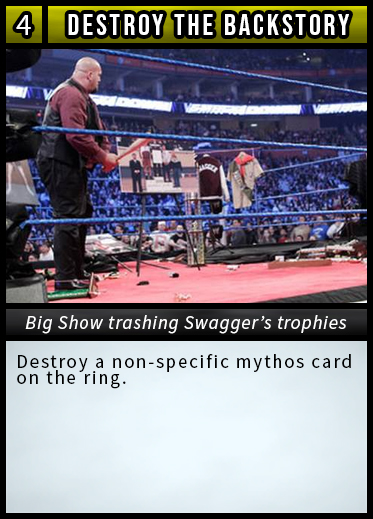 4
DESTROY THE BACKSTORY
Big Show trashing Swagger's trophies
Destroy a non-specific mythos card
on the ring.